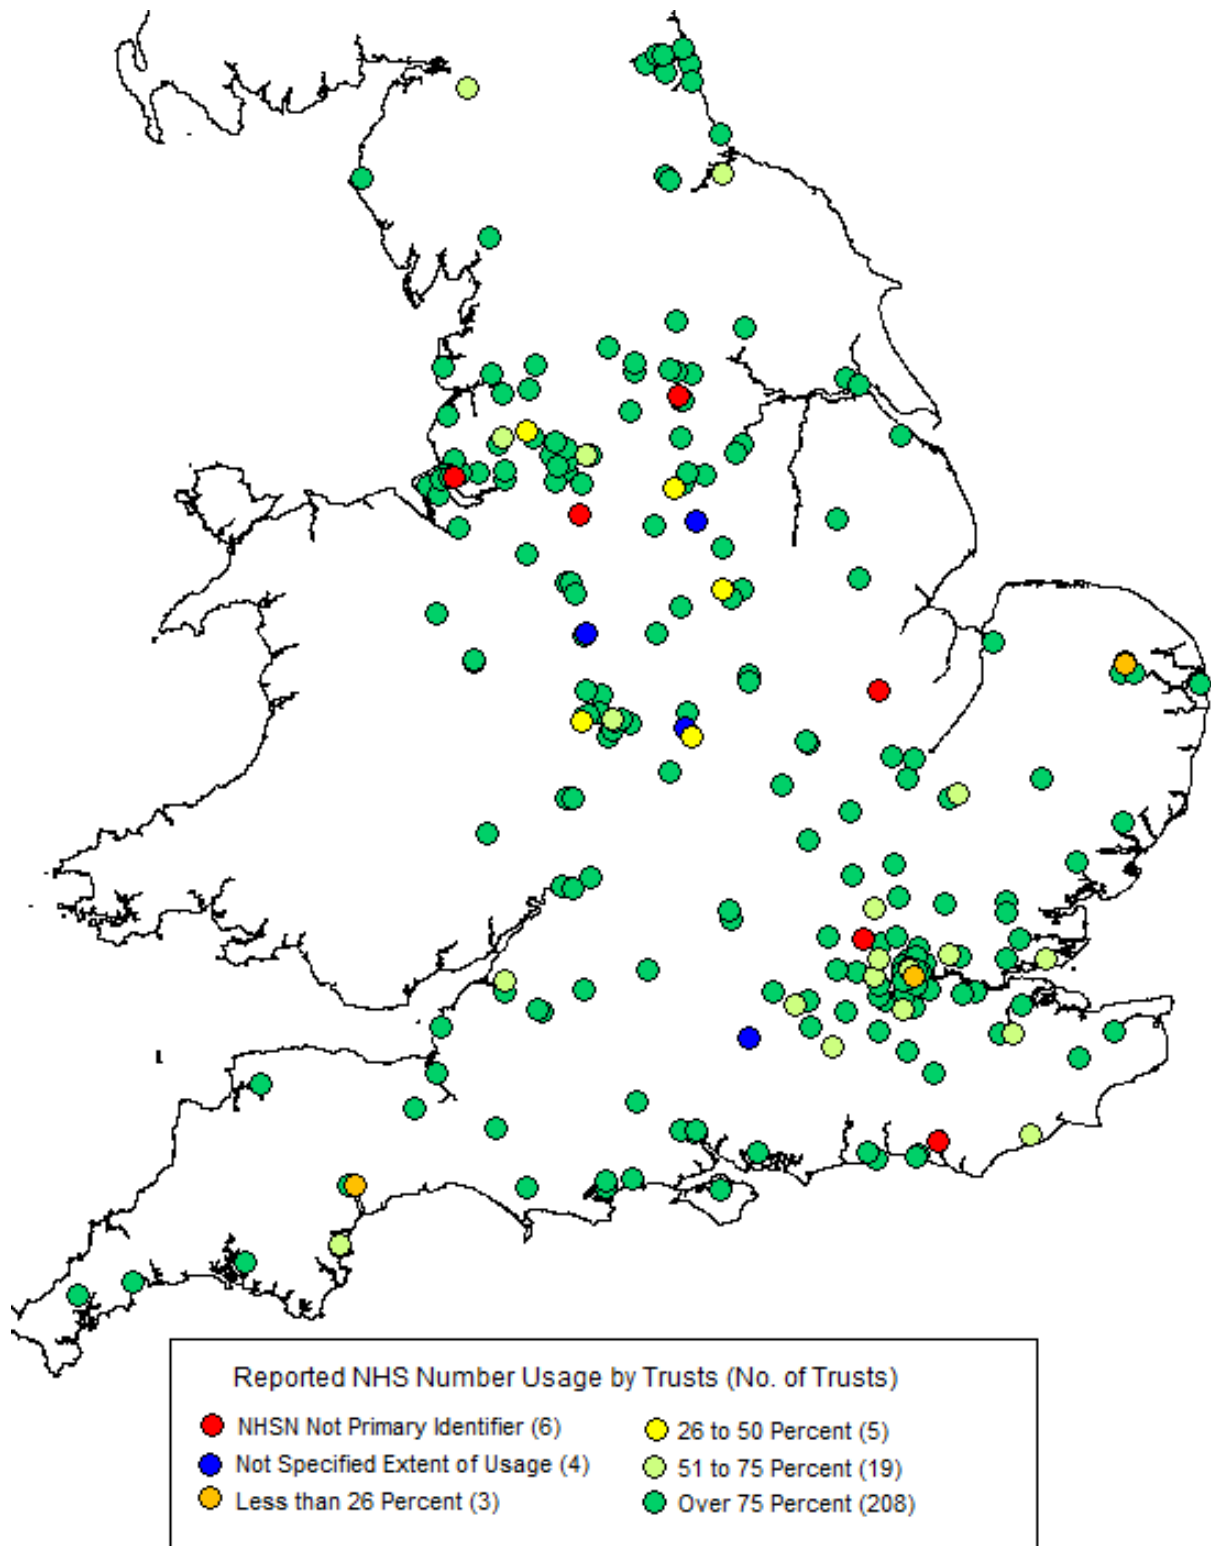 Reported NHS Number Usage by Trusts (No. of Trusts)
NHSN Not Primary Identifier (6)
Not Specified Extent of Usage (4)
Less than 26 Percent (3)
26 to 50 Percent (5)
51 to 75 Percent (19)
Over 75 Percent (208)